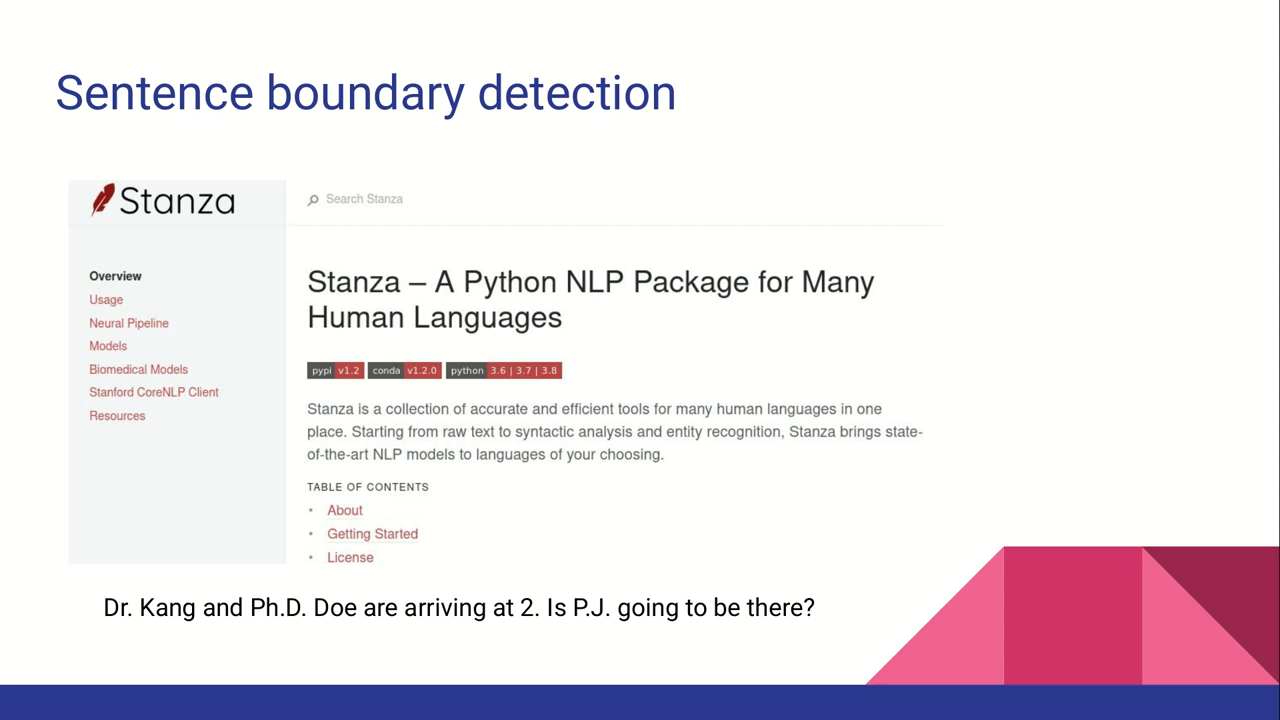 Sentence boundary detection
Stanza
Search Stanza
Overview
Usage
Neural Pipeline
Models
Biomedical Models
Stanford CoreNLP Client
Resources
Stanza – A Python NLP Package for Many
Human Languages
pypi v1.2 conda v1.2.0 python 3.6 | 3.7 | 3.8
Stanza is a collection of accurate and efficient tools for many human languages in one
place. Starting from raw text to syntactic analysis and entity recognition, Stanza brings state-
of-the-art NLP models to languages of your choosing.
TABLE OF CONTENTS
• About
• Getting Started
• License
Dr. Kang and Ph.D. Doe are arriving at 2. Is P.J. going to be there?